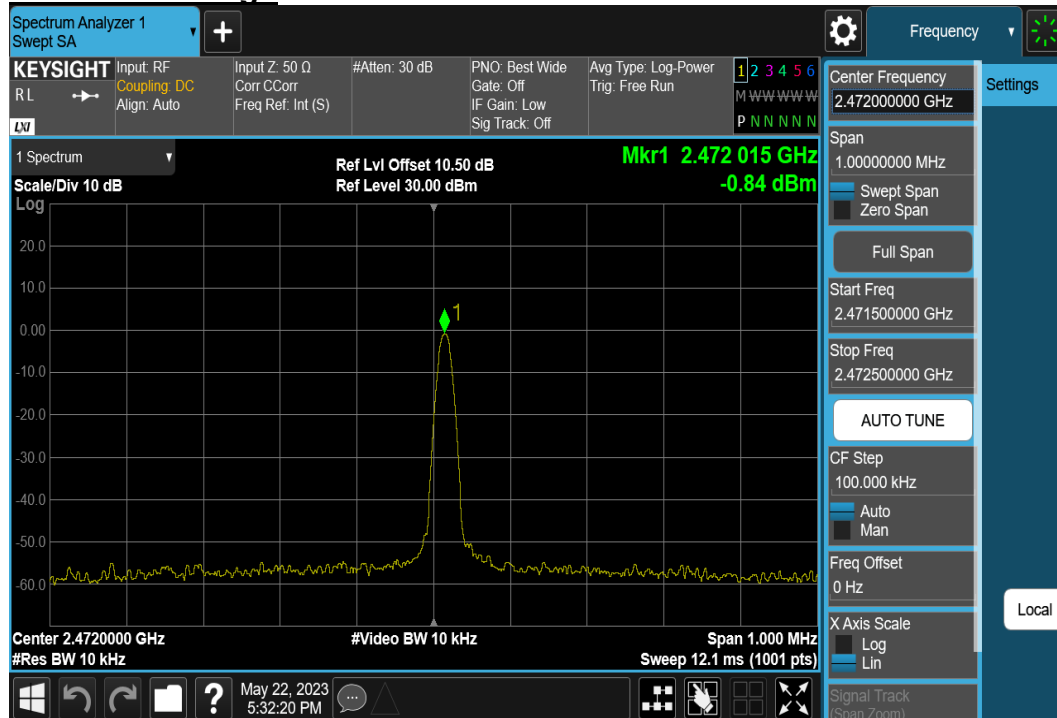 Spectrum Analyzer 1
Swept SA
+
Frequency
KEYSIGHT
R L
LXI
Input: RF
Coupling: DC
Align: Auto
Input Z: 50 Ω
Corr CCorr
Freq Ref: Int (S)
#Atten: 30 dB
PNO: Best Wide
Gate: Off
IF Gain: Low
Sig Track: Off
Avg Type: Log-Power
Trig: Free Run
1 2 3 4 5 6
M W W W W W
P N N N N N
1 Spectrum
Scale/Div 10 dB
Log
Ref Lvl Offset 10.50 dB
Ref Level 30.00 dBm
Mkr1 2.472 015 GHz
-0.84 dBm
1
20.0
10.0
0.00
-10.0
-20.0
-30.0
-40.0
-50.0
-60.0
Center 2.4720000 GHz
#Res BW 10 kHz
#Video BW 10 kHz
Span 1.000 MHz
Sweep 12.1 ms (1001 pts)
Center Frequency
2.472000000 GHz
Span
1.00000000 MHz
Swept Span
Zero Span
Full Span
Start Freq
2.471500000 GHz
Stop Freq
2.472500000 GHz
AUTO TUNE
CF Step
100.000 kHz
Auto
Man
Freq Offset
0 Hz
X Axis Scale
Log
Lin
Signal Track
(Span Zoom)
Settings
Local
?
May 22, 2023
5:32:20 PM